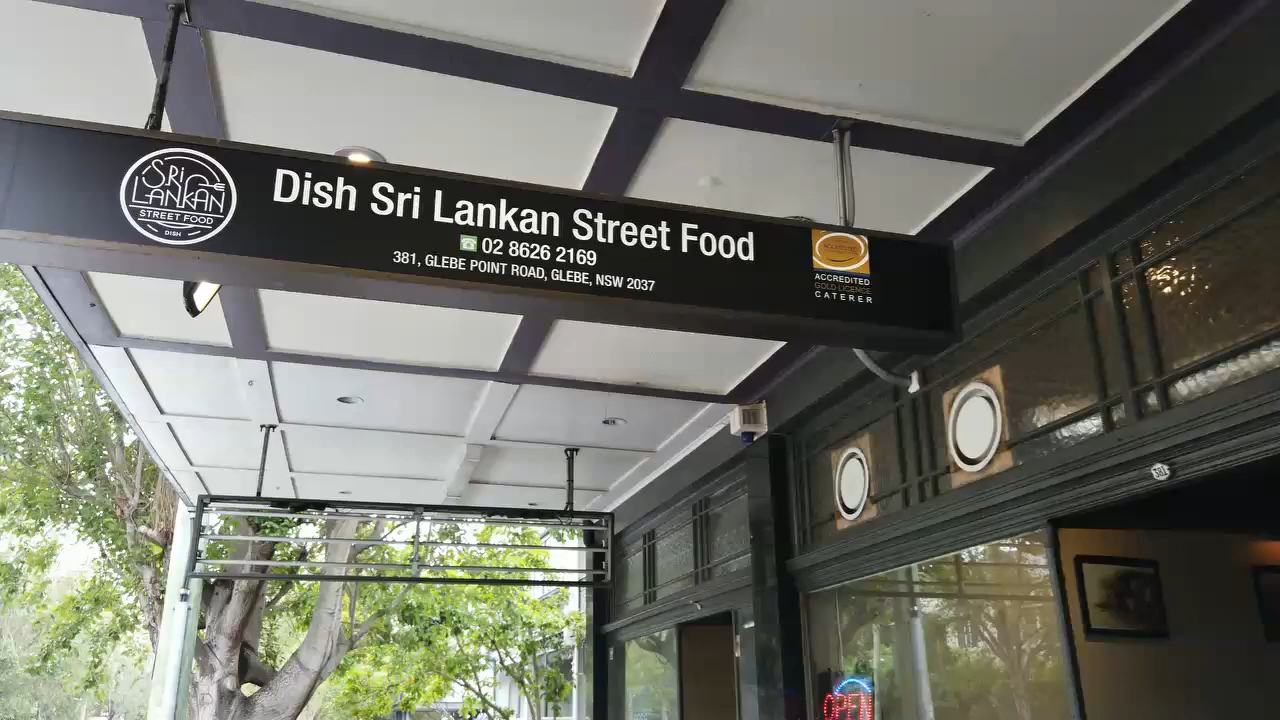 SRi
LANKAN
STREET FOOD
DISH
Dish Sri Lankan Street Food
02 8626 2169
381, GLEBE POINT ROAD, GLEBE, NSW 2037
ACCREDITED
GOLD LICENCE
CATERER
381
OPEN